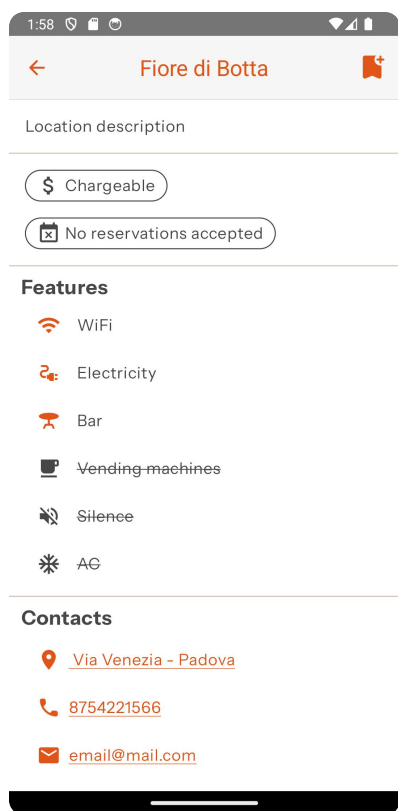 1:58
Fiore di Botta
Location description
Chargeable
No reservations accepted
Features
WiFi
Electricity
Bar
Vending machines
Silence
AC
Contacts
Via Venezia - Padova
8754221566
email@mail.com